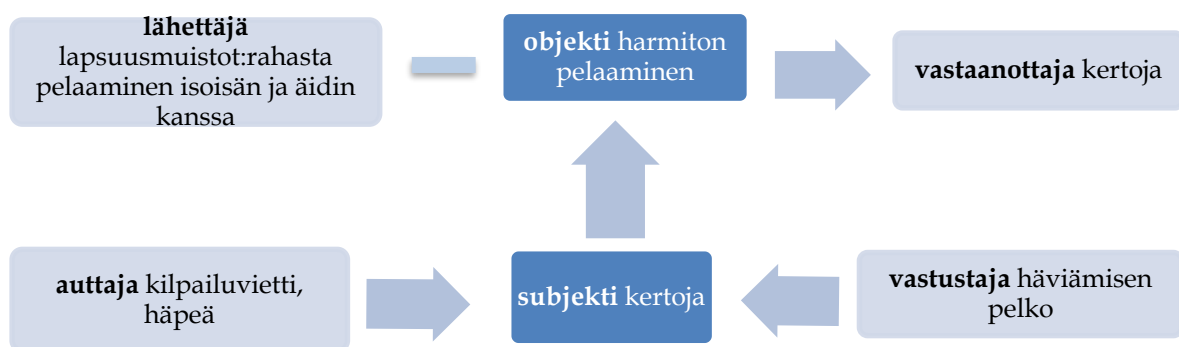 lähettäjä
lapsuusmuistot:rahasta
pelaaminen isoisän ja äidin
kanssa
objekti harmiton
pelaaminen
vastaanottaja kertoja
auttaja kilpailuvietti,
häpeä
subjekti kertoja
vastustaja häviämisen
pelko